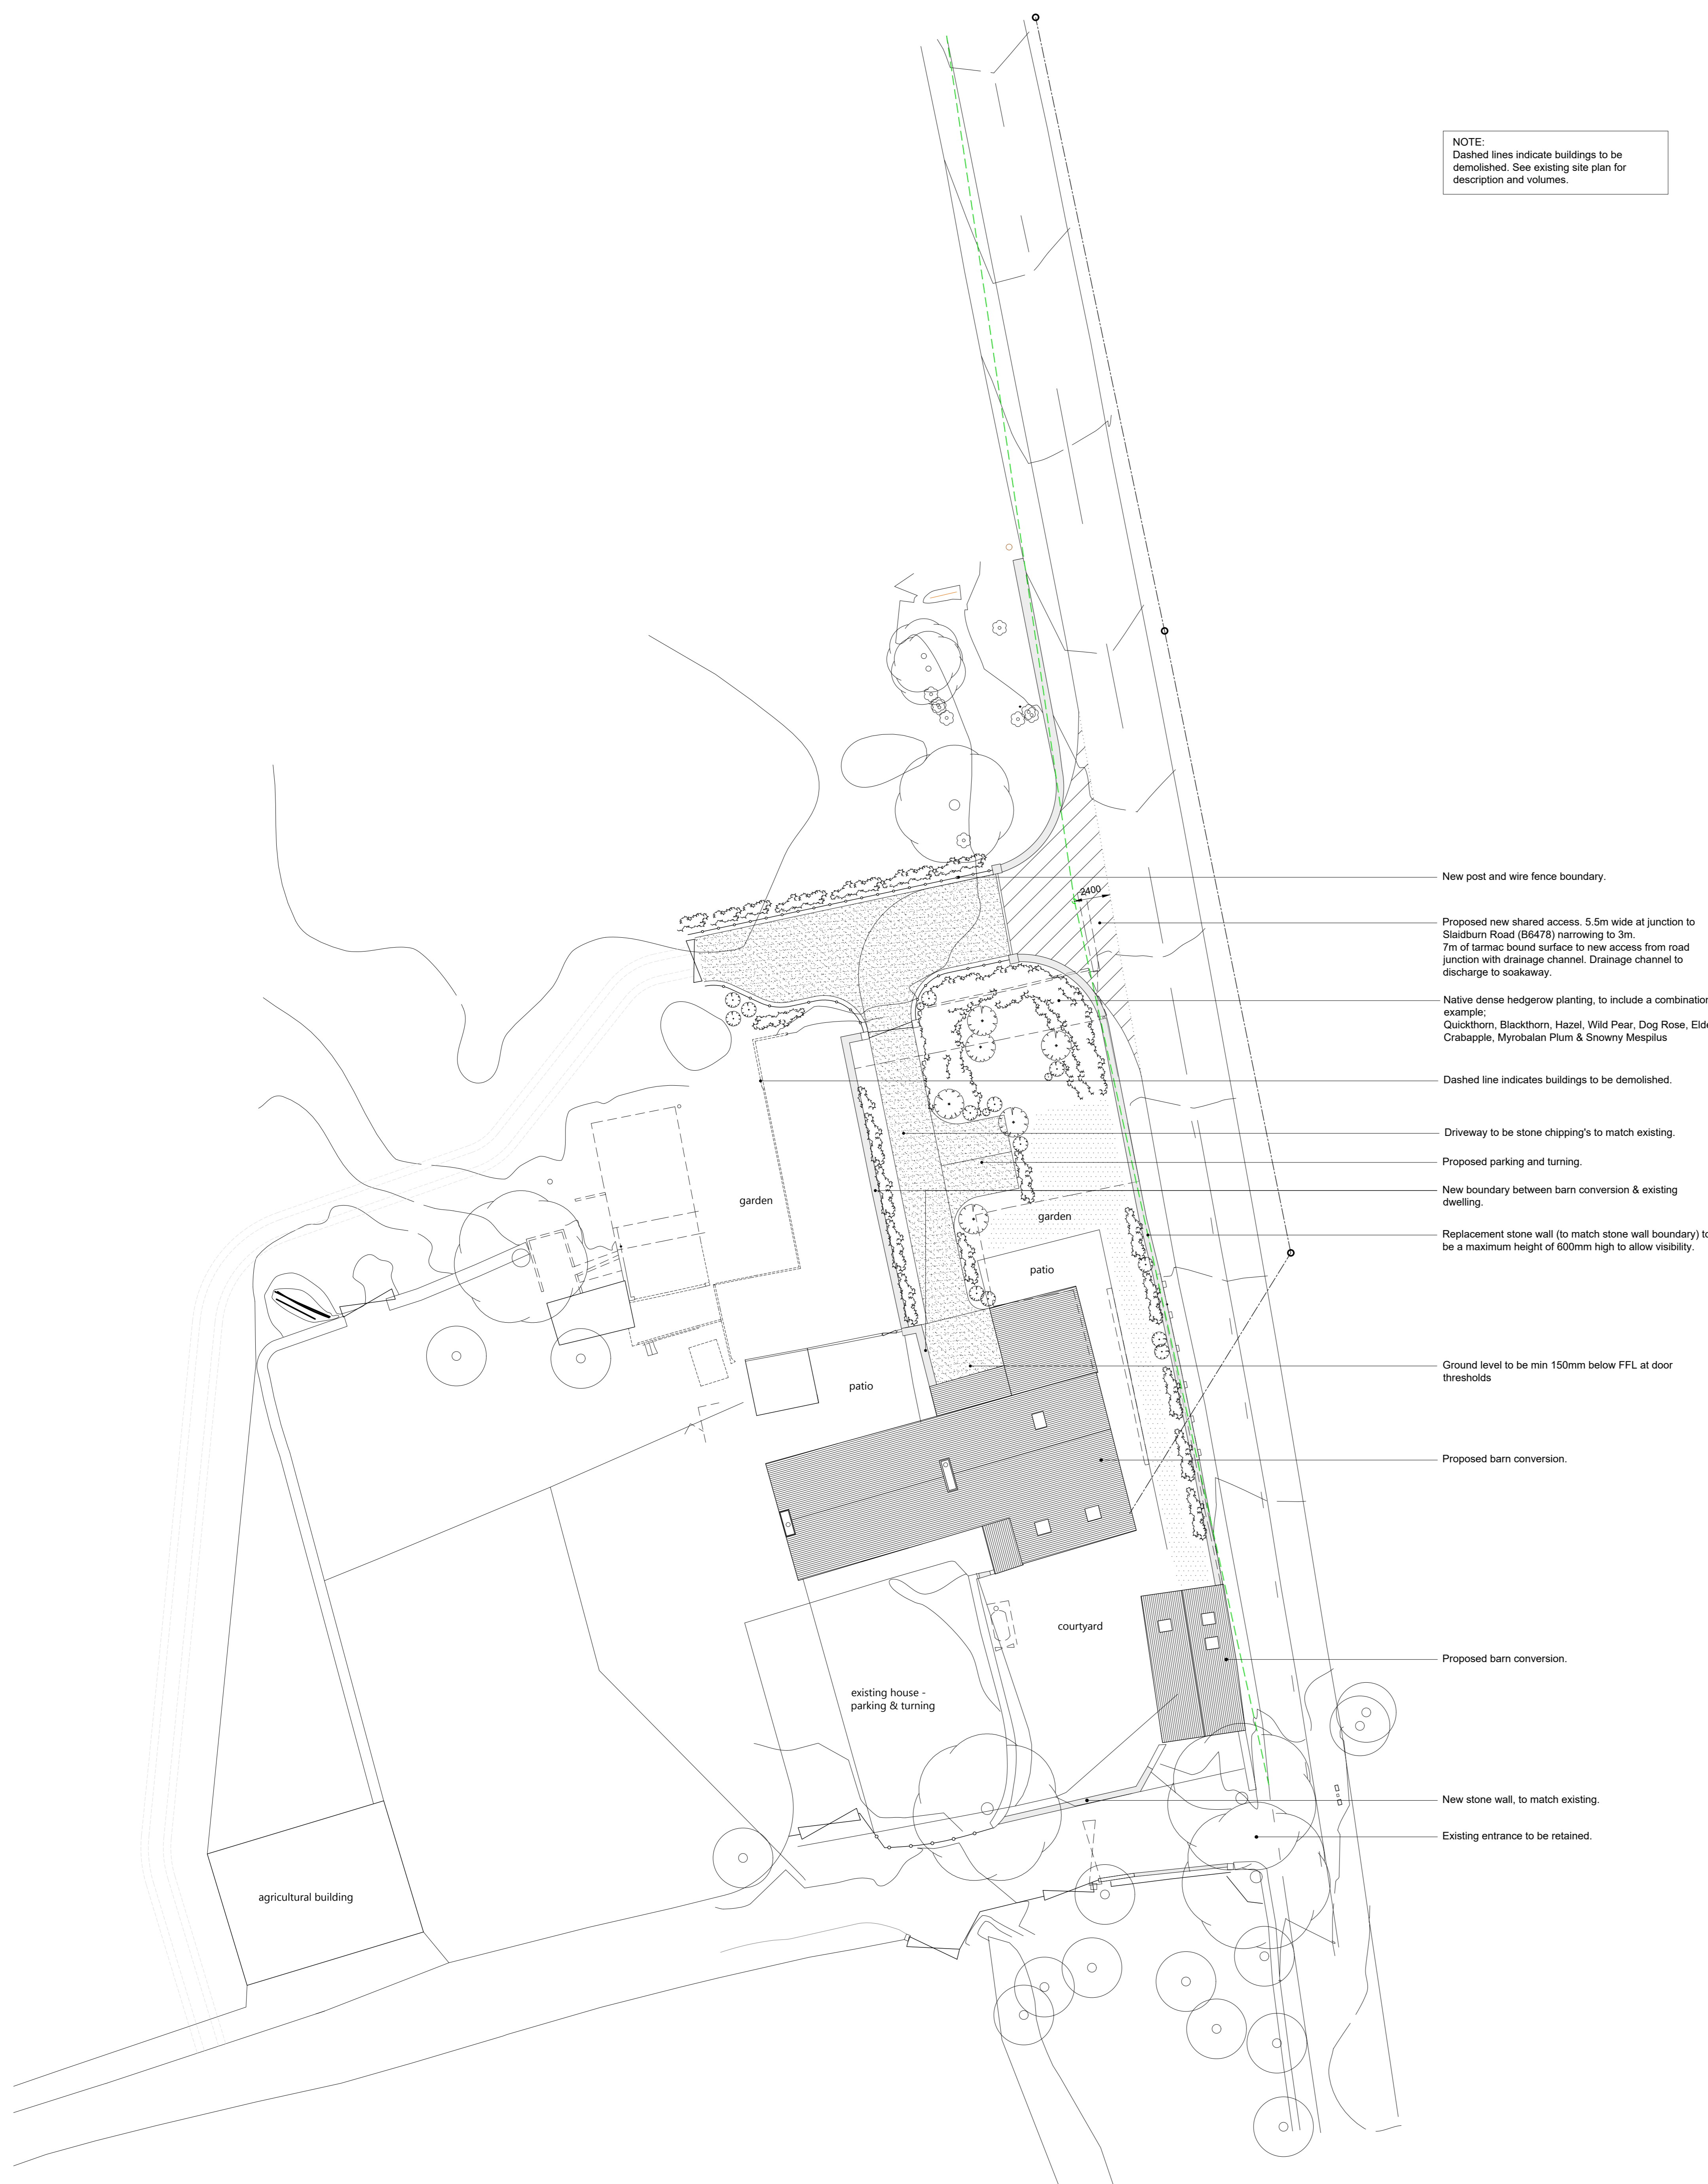 NOTE:
Dashed lines indicate buildings to be
demolished. See existing site plan for
description and volumes.
New post and wire fence boundary.
2400
Proposed new shared access. 5.5m wide at junction to
Slaidburn Road (B6478) narrowing to 3m.
7m of tarmac bound surface to new access from road
junction with drainage channel. Drainage channel to
discharge to soakaway.
Native dense hedgerow planting, to include a combination
example;
Quickthorn, Blackthorn, Hazel, Wild Pear, Dog Rose,
Crabapple, Myrobalan Plum & Snowny Mespilus
Dashed line indicates buildings to be demolished.
Driveway to be stone chipping's to match existing.
Proposed parking and turning.
New boundary between barn conversion & existing
dwelling.
garden
garden
Replacement stone wall (to match stone wall boundary) to
be a maximum height of 600mm high to allow visibility.
patio
Ground level to be min 150mm below FFL at door
thresholds
patio
Proposed barn conversion.
courtyard
Proposed barn conversion.
existing house -
parking & turning
New stone wall, to match existing.
Existing entrance to be retained.
agricultural building